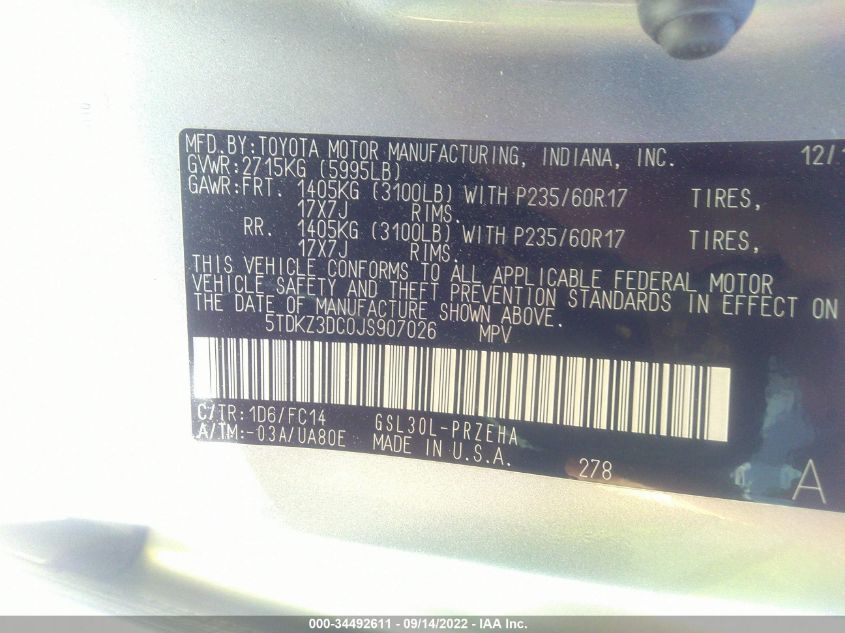 MFD.BY:TOYOTA MOTOR MANUFACTURING, INDIANA, INC. 12/1
GVWR:2715KG (5995LB)
GAWR:FRT. 1405KG (3100LB) WITH P235/60R17 TIRES,
17X7J RIMS.
RR. 1405KG (3100LB) WITH P235/60R17 TIRES,
17X7J RIMS.
THIS VEHICLE CONFORMS TO ALL APPLICABLE FEDERAL MOTOR
VEHICLE SAFETY AND THEFT PREVENTION STANDARDS IN EFFECT ON
THE DATE OF MANUFACTURE SHOWN ABOVE.
5TDKZ3DC0JS907026 MPV
C/TR:1D6/FC14 GSL30L-PRZEHA
A/TM:-03A/UA80E MADE IN U.S.A. 278 A
000-34492611 - 09/14/2022 - IAA Inc.